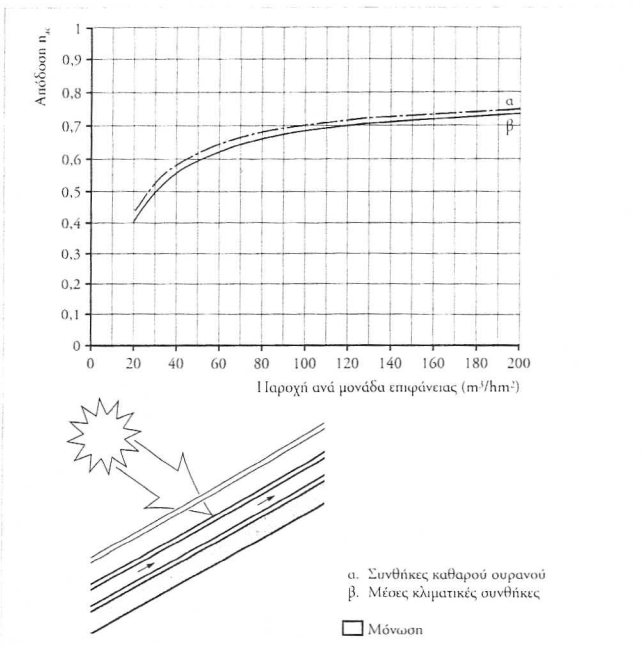 Απόδοση η_κ
1
0,9
0,8
0,7
0,6
0,5
0,4
0,3
0,2
0,1
0
α
β
0 20 40 60 80 100 120 140 160 180 200
Παροχή ανά μονάδα επιφάνειας (m³/hm²)
α. Συνθήκες καθαρού ουρανού
β. Μέσες κλιματικές συνθήκες
Μόνωση